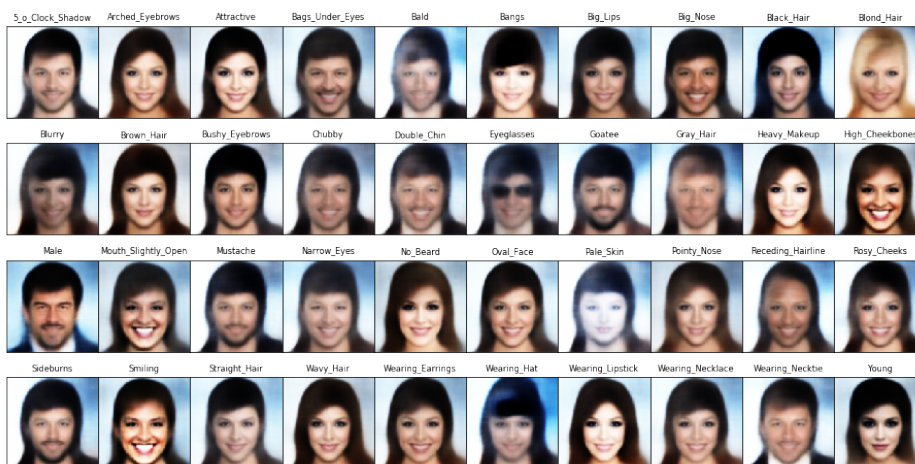 5_o_Clock_Shadow Arched_Eyebrows Attractive Bags_Under_Eyes Bald Bangs Big_Lips Big_Nose Black_Hair Blond_Hair
Blurry Brown_Hair Bushy_Eyebrows Chubby Double_Chin Eyeglasses Goatee Gray_Hair Heavy_Makeup High_Cheekbones
Male Mouth_Slightly_Open Mustache Narrow_Eyes No_Beard Oval_Face Pale_Skin Pointy_Nose Receding_Hairline Rosy_Cheeks
Sideburns Smiling Straight_Hair Wavy_Hair Wearing_Earrings Wearing_Hat Wearing_Lipstick Wearing_Necklace Wearing_Necktie Young